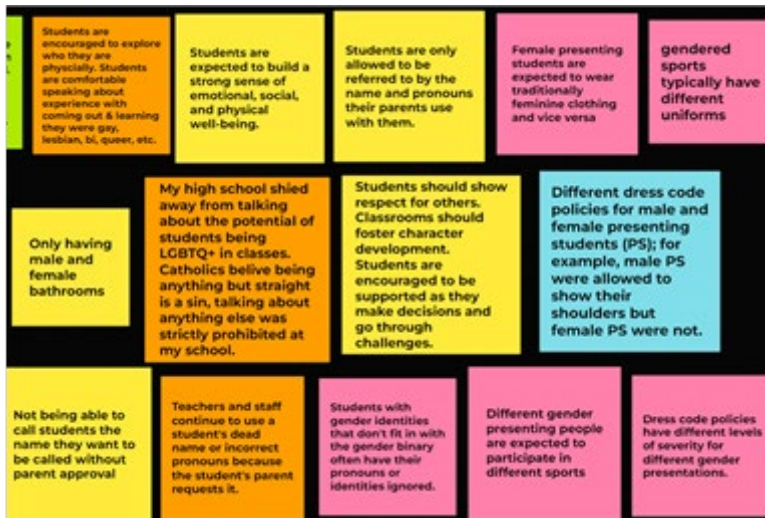 Students are
encouraged to explore
who they are
physcially. Students
are comfortable
speaking about
experience with
coming out & learning
they were gay,
lesbian, bi, queer, etc.
Students are
expected to build a
strong sense of
emotional, social,
and physical
well-being.
Students are only
allowed to be
referred to by the
name and pronouns
their parents use
with them.
Female presenting
students are
expected to wear
traditionally
feminine clothing
and vice versa
gendered
sports
typically have
different
uniforms
Only having
male and
female
bathrooms
My high school shied
away from talking
about the potential of
students being
LGBTQ+ in classes.
Catholics belive being
anything but straight
is a sin, talking about
anything else was
strictly prohibited at
my school.
Students should show
respect for others.
Classrooms should
foster character
development.
Students are
encouraged to be
supported as they
make decisions and
go through
challenges.
Different dress code
policies for male and
female presenting
students (PS); for
example, male PS
were allowed to
show their
shoulders but
female PS were not.
Not being able to
call students the
name they want to
be called without
parent approval
Teachers and staff
continue to use a
student's dead
name or incorrect
pronouns because
the student's parent
requests it.
Students with
gender identities
that don't fit in with
the gender binary
often have their
pronouns or
identities ignored.
Different gender
presenting people
are expected to
participate in
different sports
Dress code policies
have different levels
of severity for
different gender
presentations.